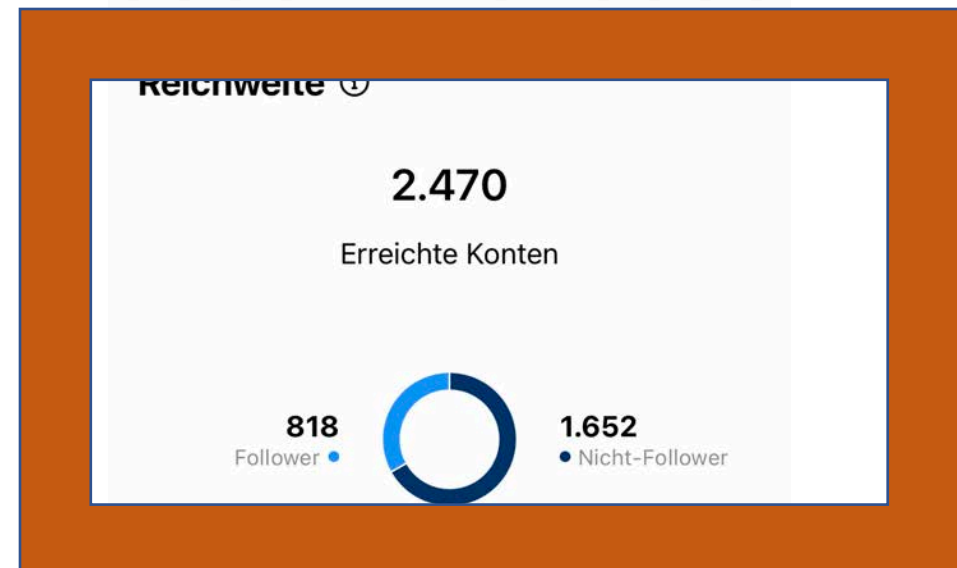 Reichweite
2.470
Erreichte Konten
818
Follower
1.652
Nicht-Follower